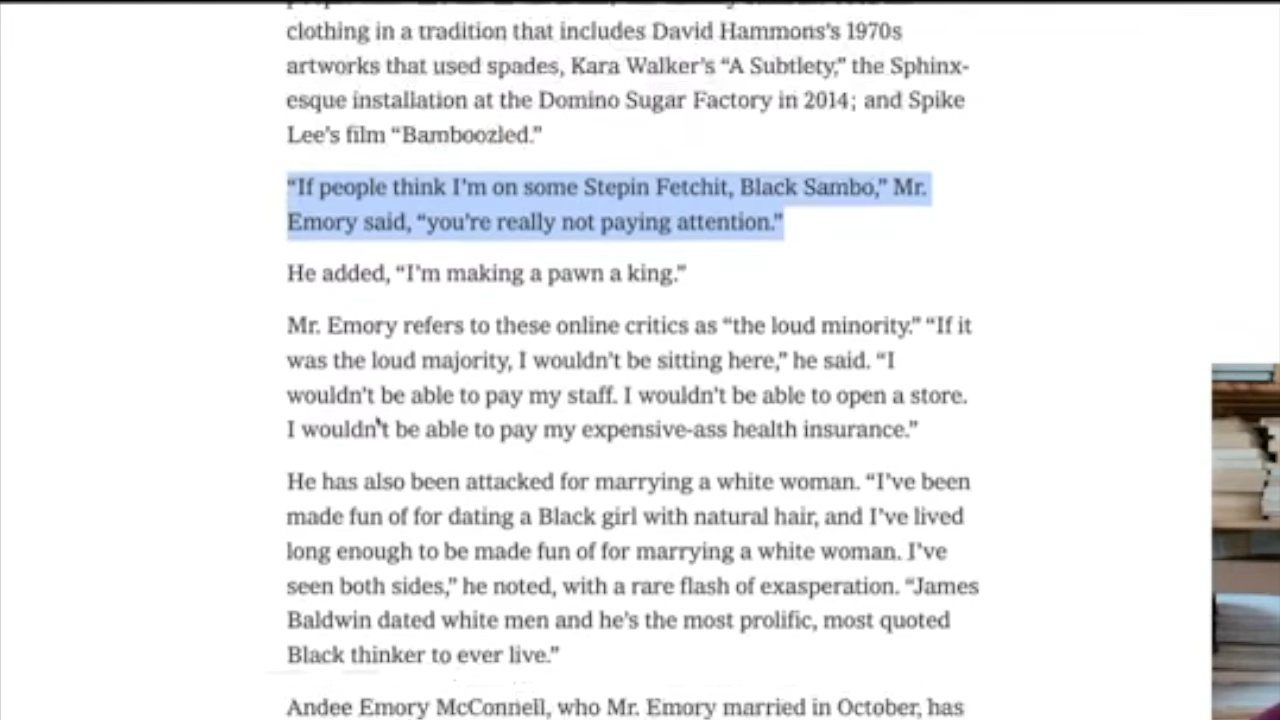 clothing in a tradition that includes David Hammons's 1970s
artworks that used spades, Kara Walker's “A Subtlety,” the Sphinx-
esque installation at the Domino Sugar Factory in 2014; and Spike
Lee's film “Bamboozled.”
“If people think I'm on some Stepin Fetchit, Black Sambo,” Mr.
Emory said, “you're really not paying attention.”
He added, “I'm making a pawn a king.”
Mr. Emory refers to these online critics as “the loud minority.” “If it
was the loud majority, I wouldn't be sitting here,” he said. “I
wouldn't be able to pay my staff. I wouldn't be able to open a store.
I wouldn't be able to pay my expensive-ass health insurance.”
He has also been attacked for marrying a white woman. “I've been
made fun of for dating a Black girl with natural hair, and I've lived
long enough to be made fun of for marrying a white woman. I've
seen both sides,” he noted, with a rare flash of exasperation. “James
Baldwin dated white men and he's the most prolific, most quoted
Black thinker to ever live.”
Andee Emory McConnell, who Mr. Emory married in October, has